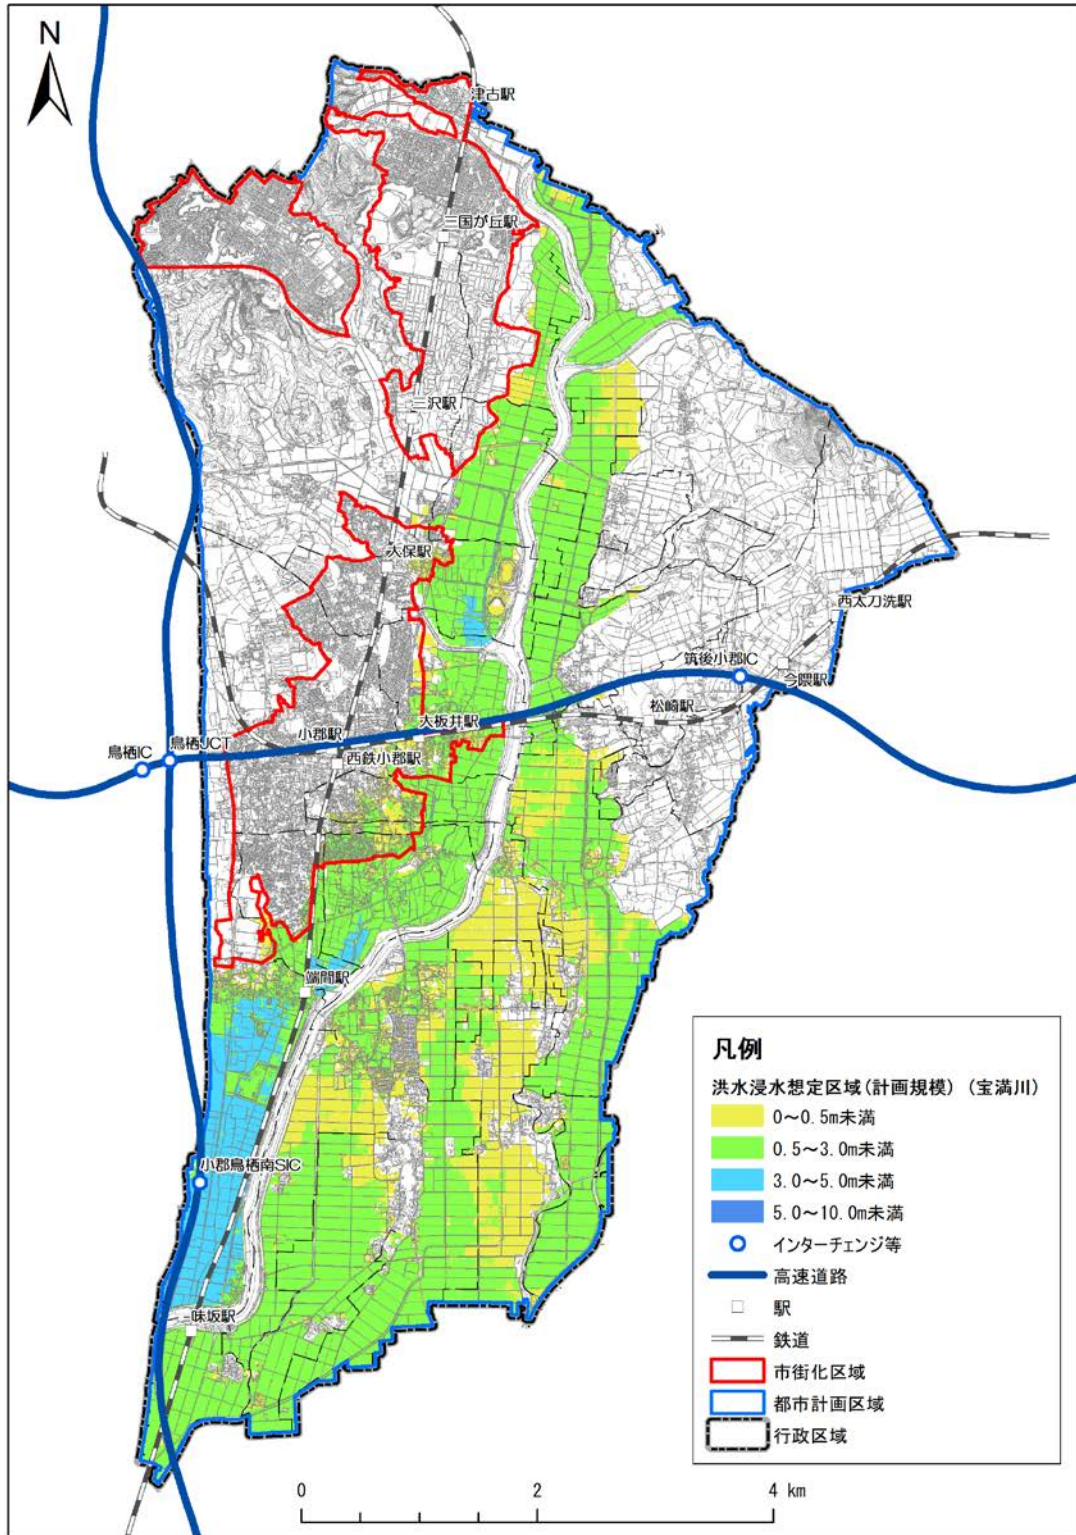 N
津古駅
三国が丘駅
三沢駅
大保駅
西太刀洗駅
筑後小郡IC
今隈駅
松崎駅
大板井駅
小郡駅
鳥栖JCT
鳥栖IC
西鉄小郡駅
端間駅
小郡鳥栖南SIC
味坂駅
凡例
洪水浸水想定区域(計画規模)(宝満川)
0～0.5m未満
0.5～3.0m未満
3.0～5.0m未満
5.0～10.0m未満
インターチェンジ等
高速道路
駅
鉄道
市街化区域
都市計画区域
行政区域
0 2 4 km